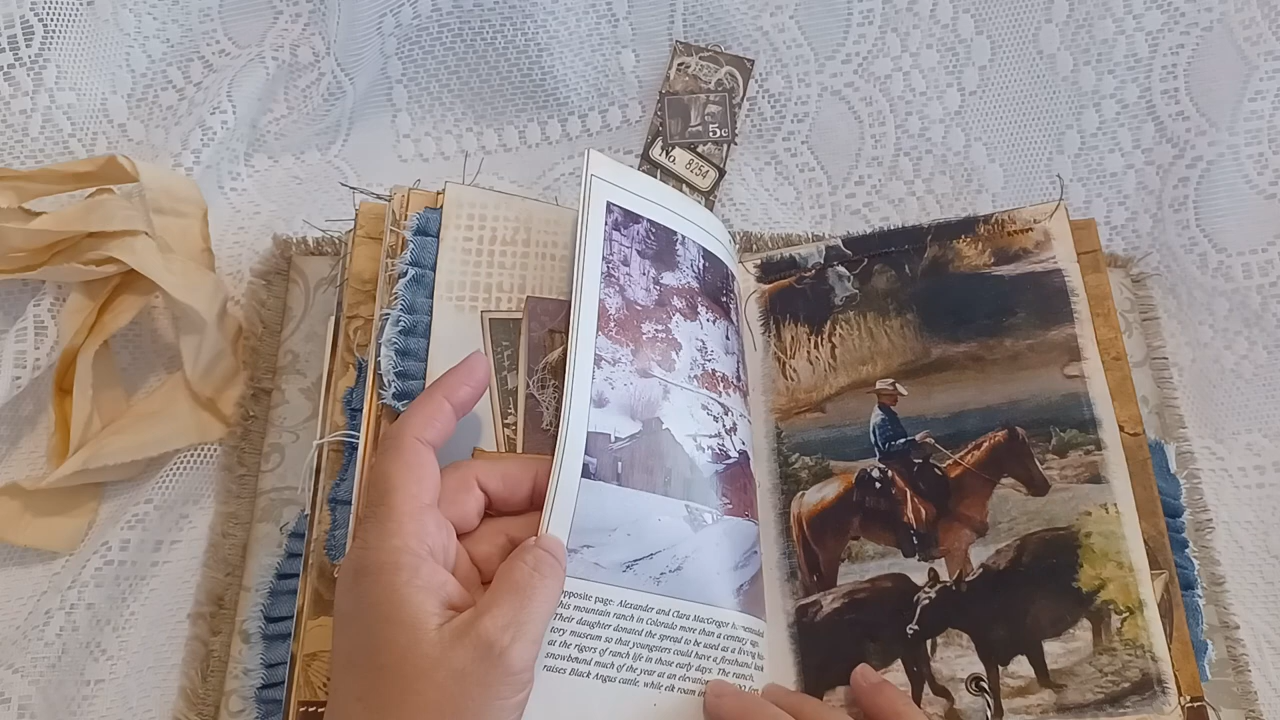 5c
No. 8254
pposite page: Alexander and Clara MacGregor homesteaded
his mountain ranch in Colorado more than a century ago.
Their daughter donated the spread to be used as a living his-
tory museum so that youngsters could have a firsthand look
at the rigors of ranch life in those early days. The ranch,
snowbound much of the year at an elevation
raises Black Angus cattle, while elk roam in